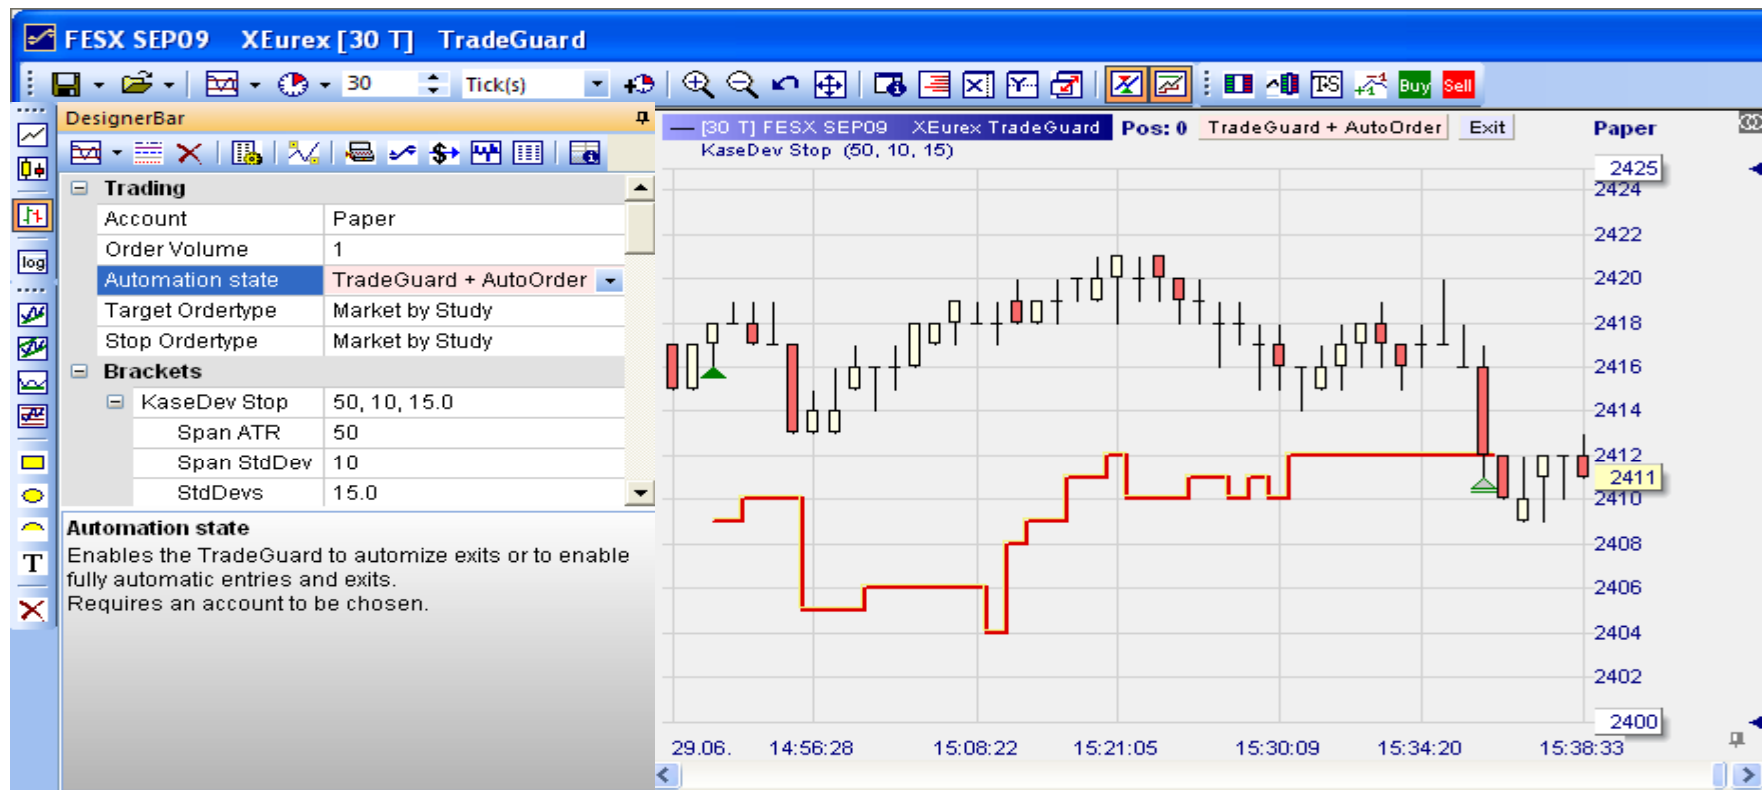 FESX SEP09 XEurex [30 T] TradeGuard
30 Tick(s) T-S Buy Sell
DesignerBar
[30 T] FESX SEP09 XEurex TradeGuard Pos: 0 TradeGuard + AutoOrder Exit Paper
KaseDev Stop (50, 10, 15)
log
T
Trading
Account Paper
Order Volume 1
Automation state TradeGuard + AutoOrder
Target Ordertype Market by Study
Stop Ordertype Market by Study
Brackets
KaseDev Stop 50, 10, 15.0
Span ATR 50
Span StdDev 10
StdDevs 15.0
Automation state
Enables the TradeGuard to automize exits or to enable
fully automatic entries and exits.
Requires an account to be chosen.
2425
2424
2422
2420
2418
2416
2414
2412
2411
2410
2408
2406
2404
2402
2400
29.06. 14:56:28 15:08:22 15:21:05 15:30:09 15:34:20 15:38:33